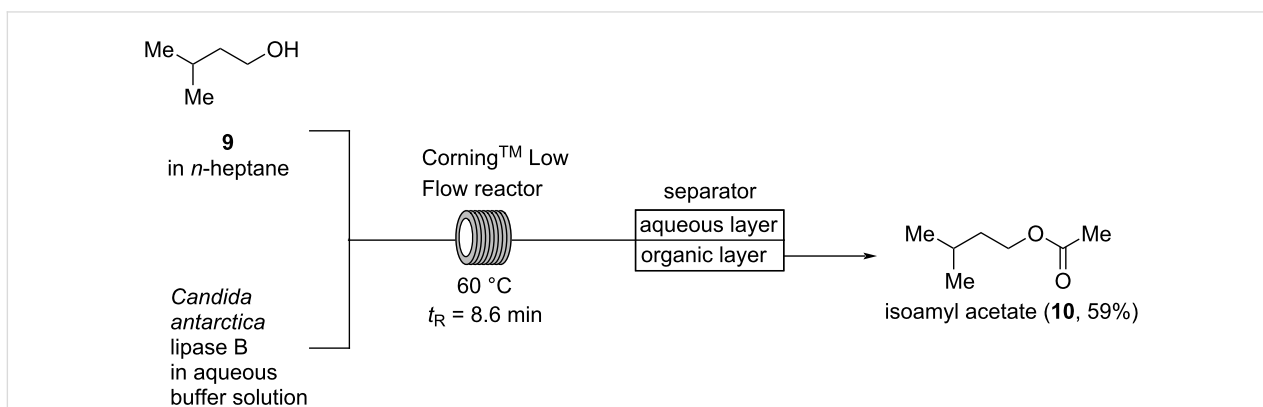 Me
OH
Me
9
in n-heptane
Candida
antarctica
lipase B
in aqueous
buffer solution
Corning™ Low
Flow reactor
60 °C
tR = 8.6 min
separator
aqueous layer
organic layer
Me
O
Me
Me
O
isoamyl acetate (10, 59%)